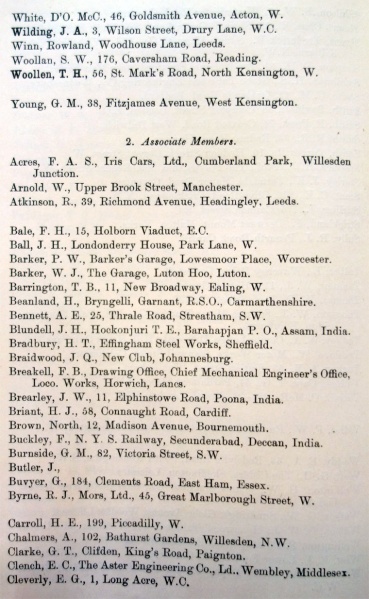 White, D'O. McC., 46, Goldsmith Avenue, Acton, W.
Wilding, J. A., 3, Wilson Street, Drury Lane, W.C.
Winn, Rowland, Woodhouse Lane, Leeds.
Woollan, S. W., 176, Caversham Road, Reading.
Woollen, T. H., 56, St. Mark's Road, North Kensington, W.
Young, G. M., 38, Fitzjames Avenue, West Kensington.
2. Associate Members.
Acres, F. A. S., Iris Cars, Ltd., Cumberland Park, Willesden
Junction.
Arnold, W., Upper Brook Street, Manchester.
Atkinson, R., 39, Richmond Avenue, Headingley, Leeds.
Bale, F. H., 15, Holborn Viaduct, E.C.
Ball, J. H., Londonderry House, Park Lane, W.
Barker, P. W., Barker's Garage, Lowesmoor Place, Worcester.
Barker, W. J., The Garage, Luton Hoo, Luton.
Barrington, T. B., 11, New Broadway, Ealing, W.
Beanland, H., Bryngelli, Garnant, R.S.O., Carmarthenshire.
Bennett, A. E., 25, Thrale Road, Streatham, S.W.
Blundell, J. H., Hockonjuri T. E., Barahapjan P. O., Assam, India.
Bradbury, H. T., Effingham Steel Works, Sheffield.
Braidwood, J. Q., New Club, Johannesburg.
Breakell, F. B., Drawing Office, Chief Mechanical Engineer's Office,
Loco. Works, Horwich, Lancs.
Brearley, J. W., 11, Elphinstowe Road, Poona, India.
Briant, H. J., 58, Connaught Road, Cardiff.
Brown, North, 12, Madison Avenue, Bournemouth.
Buckley, F., N. Y. S. Railway, Secunderabad, Deccan, India.
Burnside, G. M., 82, Victoria Street, S.W.
Butler, J.,
Buvyer, G., 184, Clements Road, East Ham, Essex.
Byrne, R. J., Mors, Ltd., 45, Great Marlborough Street, W.
Carroll, H. E., 199, Piccadilly, W.
Chalmers, A., 102, Bathurst Gardens, Willesden, N.W.
Clarke, G. T., Clifden, King's Road, Paignton.
Clench, E. C., The Aster Engineering Co., Ld., Wembley, Middlesex.
Cleverly, E. G., 1, Long Acre, W.C.